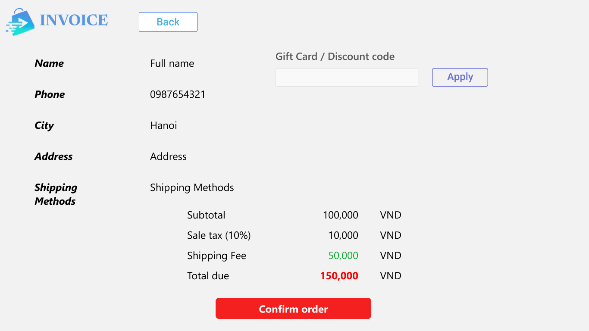 INVOICE
Back
Gift Card / Discount code
Name Full name
Apply
Phone 0987654321
City Hanoi
Address Address
Shipping Methods Shipping Methods
Subtotal 100,000 VND
Sale tax (10%) 10,000 VND
Shipping Fee 50,000 VND
Total due 150,000 VND
Confirm order